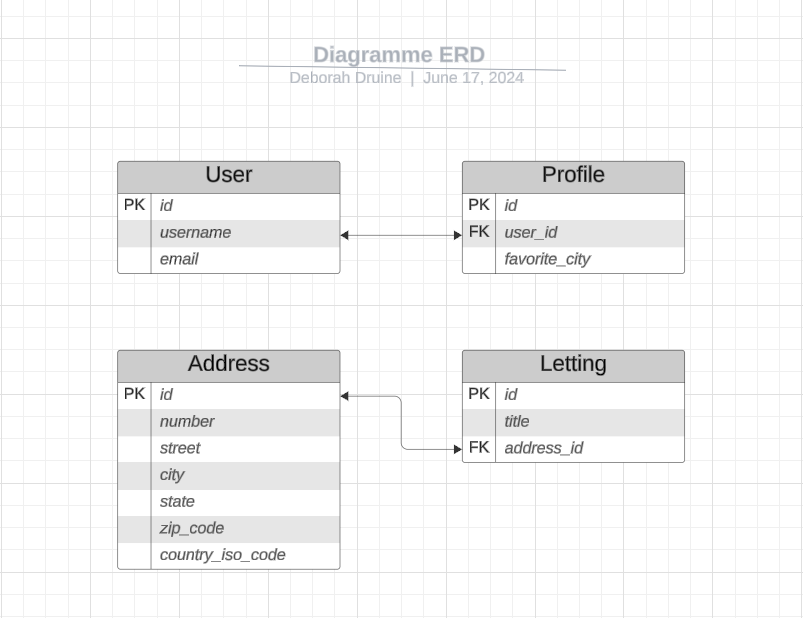 Diagramme ERD
Deborah Druine | June 17, 2024
User
PK id
username
email
Profile
PK id
FK user_id
favorite_city
Address
PK id
number
street
city
state
zip_code
country_iso_code
Letting
PK id
title
FK address_id